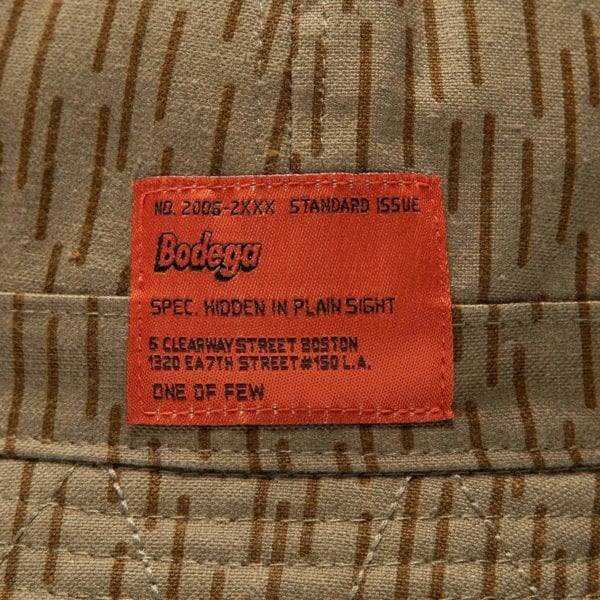 NO. 2006-2XXX STANDARD ISSUE
Bodega
SPEC. HIDDEN IN PLAIN SIGHT
6 CLEARWAY STREET BOSTON
1320 EA7TH STREET #150 L.A.
ONE OF FEW